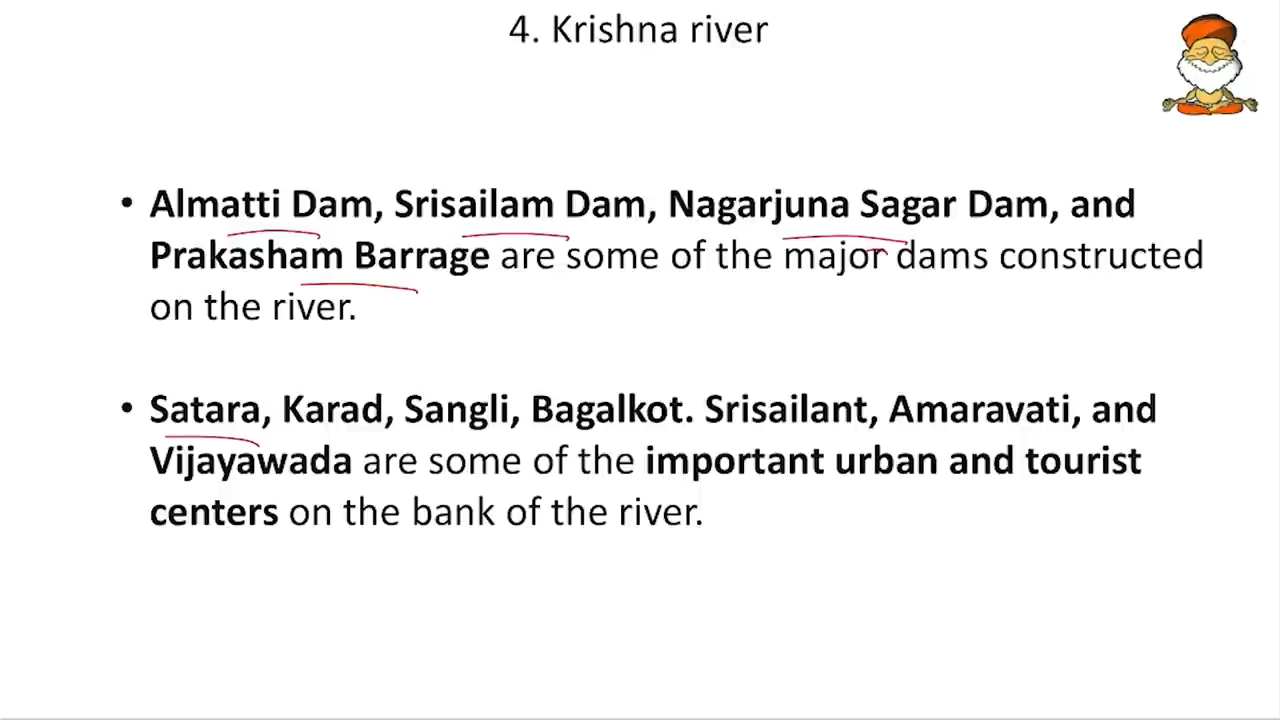 4. Krishna river
• Almatti Dam, Srisailam Dam, Nagarjuna Sagar Dam, and
Prakasham Barrage are some of the major dams constructed
on the river.
• Satara, Karad, Sangli, Bagalkot. Srisailant, Amaravati, and
Vijayawada are some of the important urban and tourist
centers on the bank of the river.